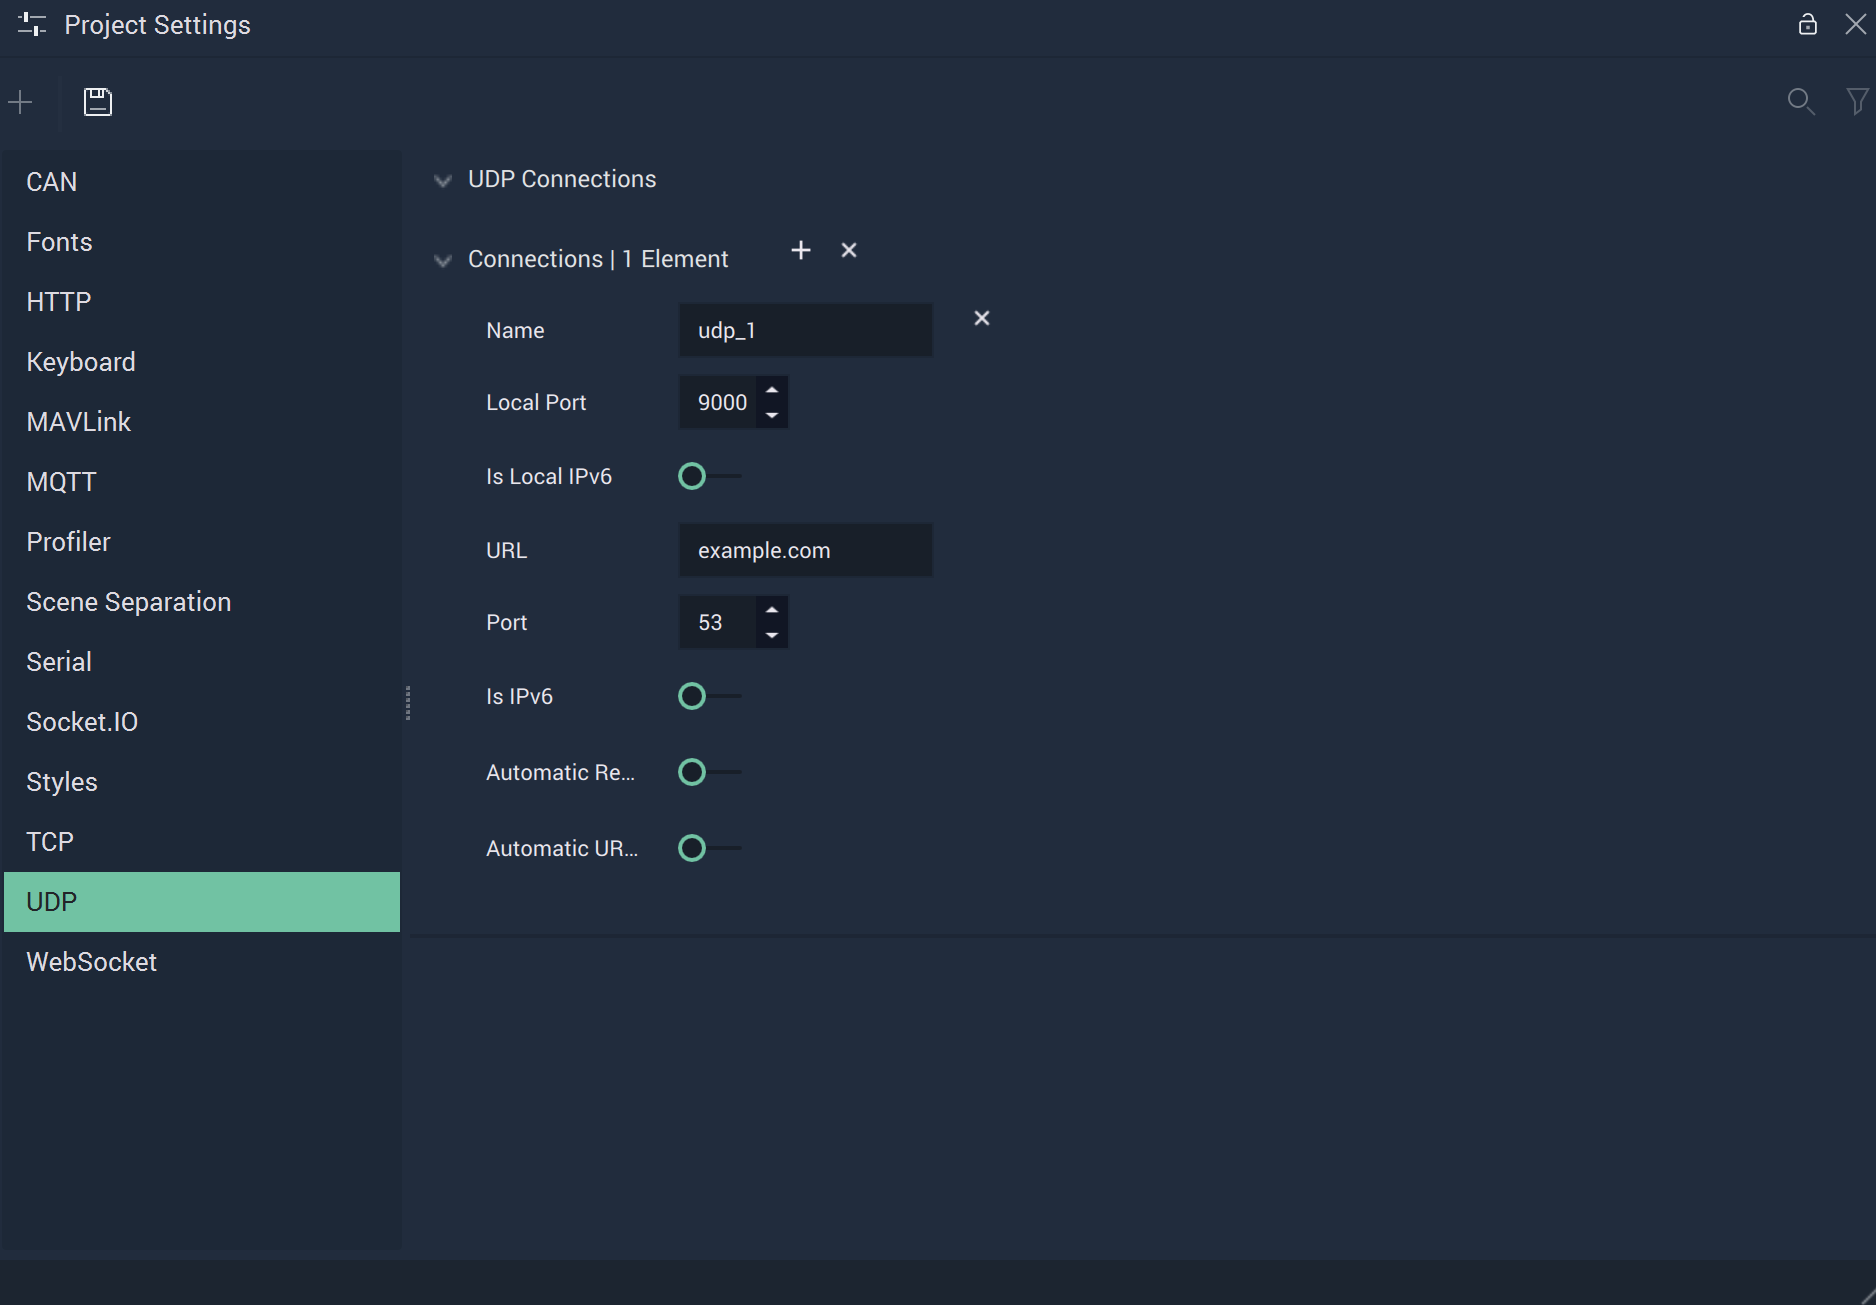 Project Settings
CAN
Fonts
HTTP
Keyboard
MAVLink
MQTT
Profiler
Scene Separation
Serial
Socket.IO
Styles
TCP
UDP
WebSocket
UDP Connections
Connections | 1 Element
Name udp_1
Local Port 9000
Is Local IPv6
URL example.com
Port 53
Is IPv6
Automatic Re...
Automatic UR...